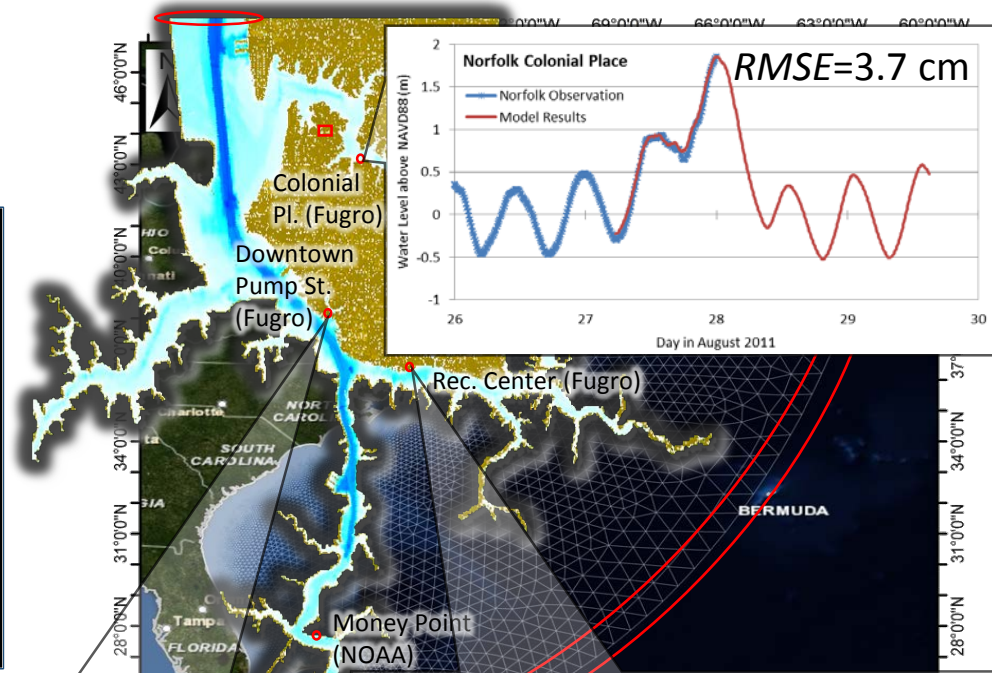 69°0'0"W
66°0'0"W
63°0'0"W
60°0'0"W
46°0'0"N
N
Norfolk Colonial Place
RMSE=3.7 cm
Norfolk Observation
Model Results
Water Level above NAVD88 (m)
2
1.5
1
0.5
0
-0.5
-1
26
27
28
29
30
Day in August 2011
Colonial
Pl. (Fugro)
Downtown
Pump St.
(Fugro)
Rec. Center (Fugro)
Charlotte
SOUTH
CAROLINA
34°0'0"N
34°0'0"N
BERMUDA
31°0'0"N
31°0'0"N
Money Point
(NOAA)
Tampa
FLORIDA
28°0'0"N
28°0'0"N